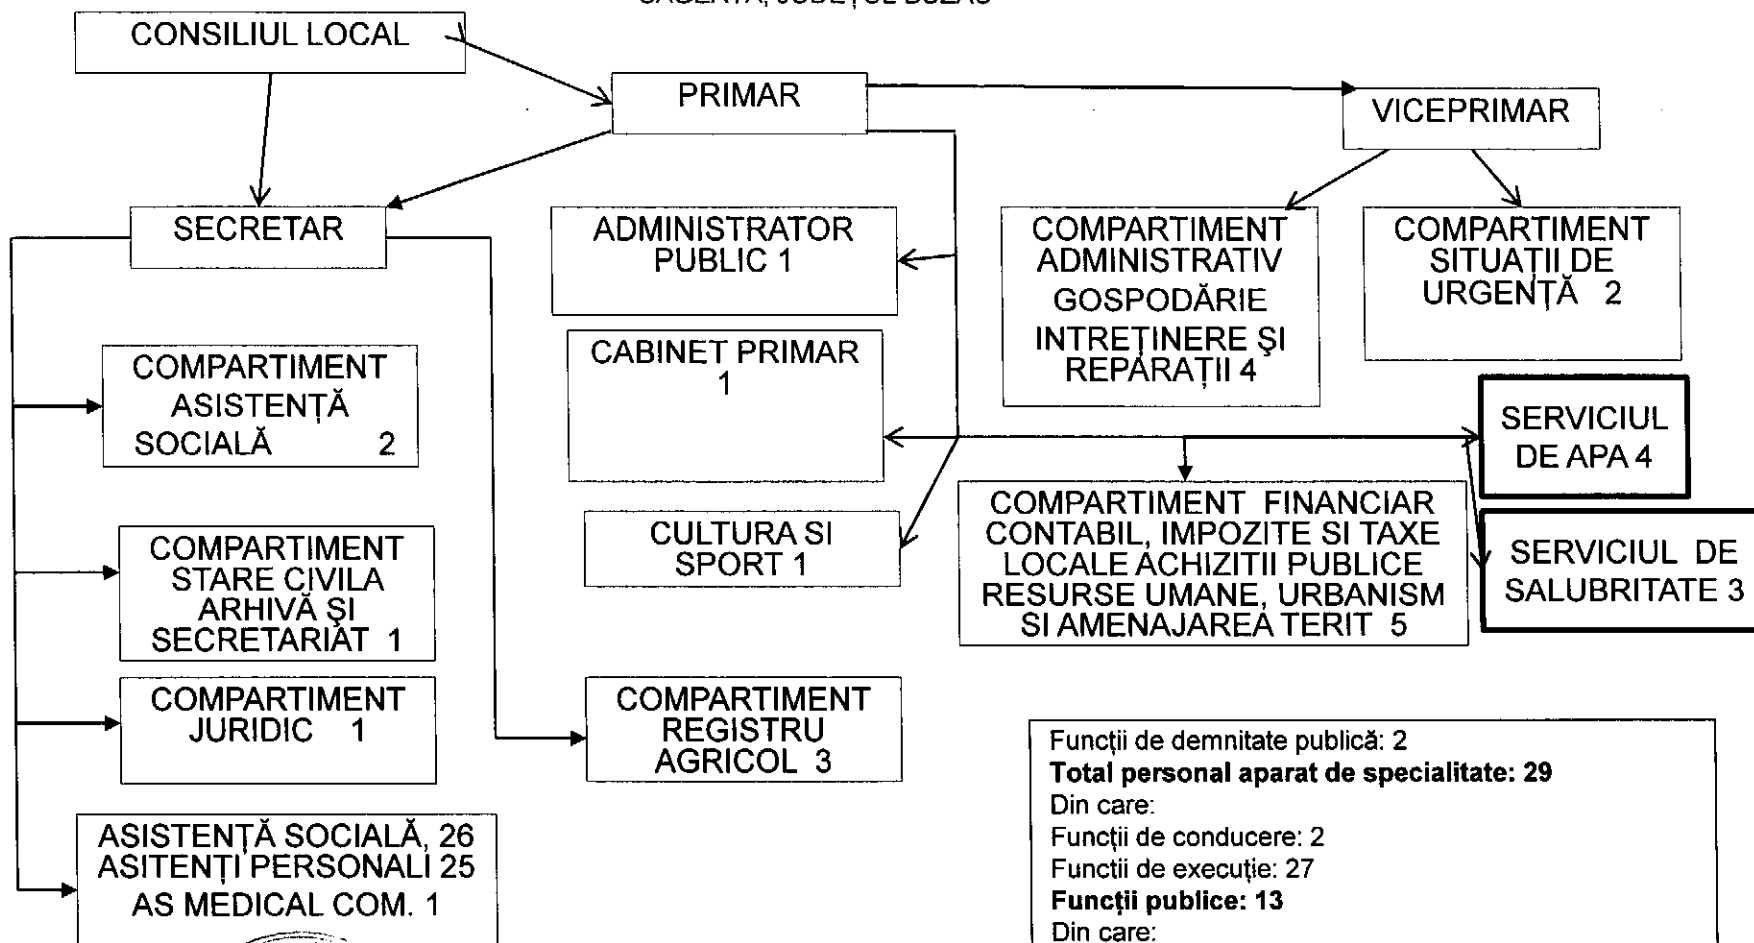 CONSILIUL LOCAL
PRIMAR
VICEPRIMAR
SECRETAR
ADMINISTRATOR
PUBLIC 1
COMPARTIMENT
ADMINISTRATIV
GOSPODĂRIE
INTREȚINERE ŞI
REPARAȚII 4
COMPARTIMENT
SITUAȚII DE
URGENȚĂ 2
CABINET PRIMAR
1
COMPARTIMENT
ASISTENȚĂ
SOCIALĂ 2
SERVICIUL
DE APA 4
COMPARTIMENT FINANCIAR
CONTABIL, IMPOZITE SI TAXE
LOCALE ACHIZITII PUBLICE
RESURSE UMANE, URBANISM
SI AMENAJAREA TERIT 5
CULTURA SI
SPORT 1
SERVICIUL DE
SALUBRITATE 3
COMPARTIMENT
STARE CIVILA
ARHIVĂ ŞI
SECRETARIAT 1
COMPARTIMENT
JURIDIC 1
COMPARTIMENT
REGISTRU
AGRICOL 3
ASISTENȚĂ SOCIALĂ, 26
ASITENȚI PERSONALI 25
AS MEDICAL COM. 1
Funcții de demnitate publică: 2
Total personal aparat de specialitate: 29
Din care:
Funcții de conducere: 2
Functii de execuție: 27
Funcții publice: 13
Din care: